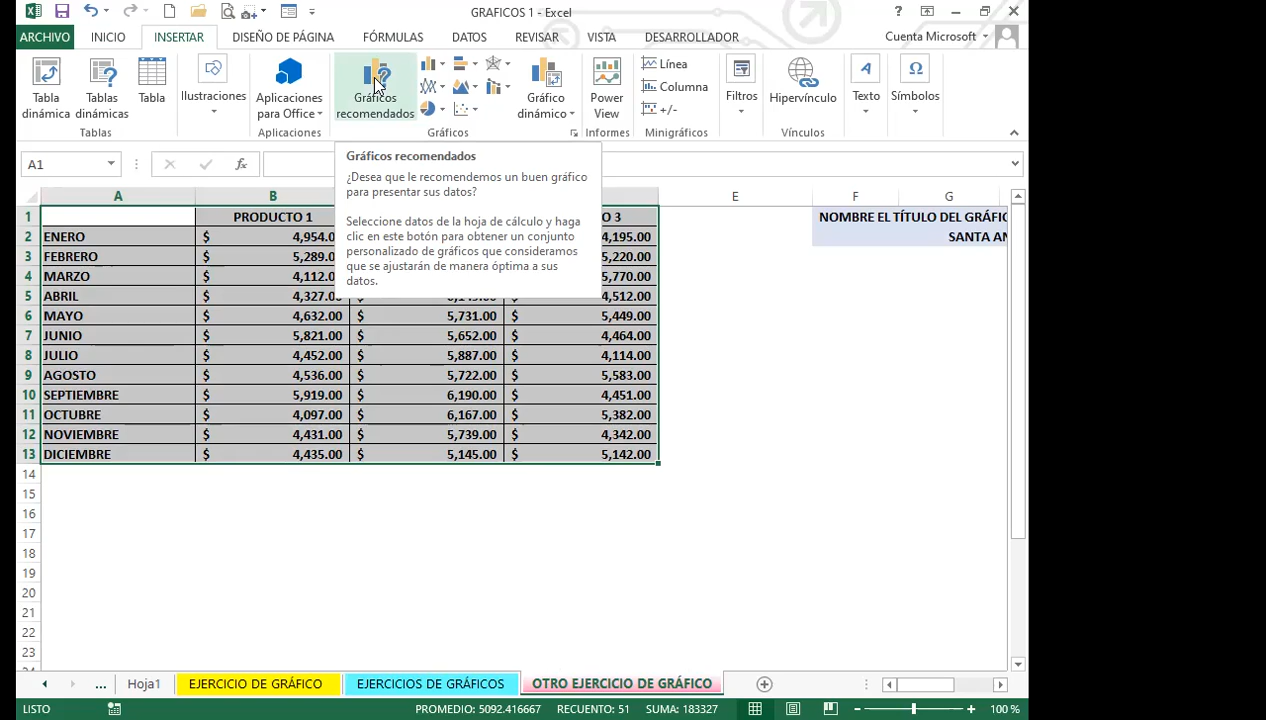 GRAFICOS 1 - Excel
ARCHIVO INICIO INSERTAR DISEÑO DE PÁGINA FÓRMULAS DATOS REVISAR VISTA DESARROLLADOR Cuenta Microsoft
Tabla dinámica
Tablas dinámicas
Tabla
Ilustraciones
Aplicaciones para Office
Gráficos recomendados
Gráfico dinámico
Power View
Línea
Columna
+/-
Filtros
Hipervínculo
Texto
Símbolos
Tablas Aplicaciones Gráficos Informes Minigráficos Vínculos
A1
fx
Gráficos recomendados
¿Desea que le recomendemos un buen gráfico
para presentar sus datos?
Seleccione datos de la hoja de cálculo y haga
clic en este botón para obtener un conjunto
personalizado de gráficos que consideramos
que se ajustarán de manera óptima a sus
datos.
A B E F G
1 PRODUCTO 1 O 3 NOMBRE EL TÍTULO DEL GRÁFIC
2 ENERO $ 4,954.0 4,195.00 SANTA AN
3 FEBRERO $ 5,289.0 5,220.00
4 MARZO $ 4,112.0 5,770.00
5 ABRIL $ 4,327.0 $ 4,512.00
6 MAYO $ 4,632.00 $ 5,731.00 $ 5,449.00
7 JUNIO $ 5,821.00 $ 5,652.00 $ 4,464.00
8 JULIO $ 4,452.00 $ 5,887.00 $ 4,114.00
9 AGOSTO $ 4,536.00 $ 5,722.00 $ 5,583.00
10 SEPTIEMBRE $ 5,919.00 $ 6,190.00 $ 4,451.00
11 OCTUBRE $ 4,097.00 $ 6,167.00 $ 5,382.00
12 NOVIEMBRE $ 4,431.00 $ 5,739.00 $ 4,342.00
13 DICIEMBRE $ 4,435.00 $ 5,145.00 $ 5,142.00
14
15
16
17
18
19
20
21
22
23
... Hoja1 EJERCICIO DE GRÁFICO EJERCICIOS DE GRÁFICOS OTRO EJERCICIO DE GRÁFICO
LISTO PROMEDIO: 5092.416667 RECUENTO: 51 SUMA: 183327 100 %